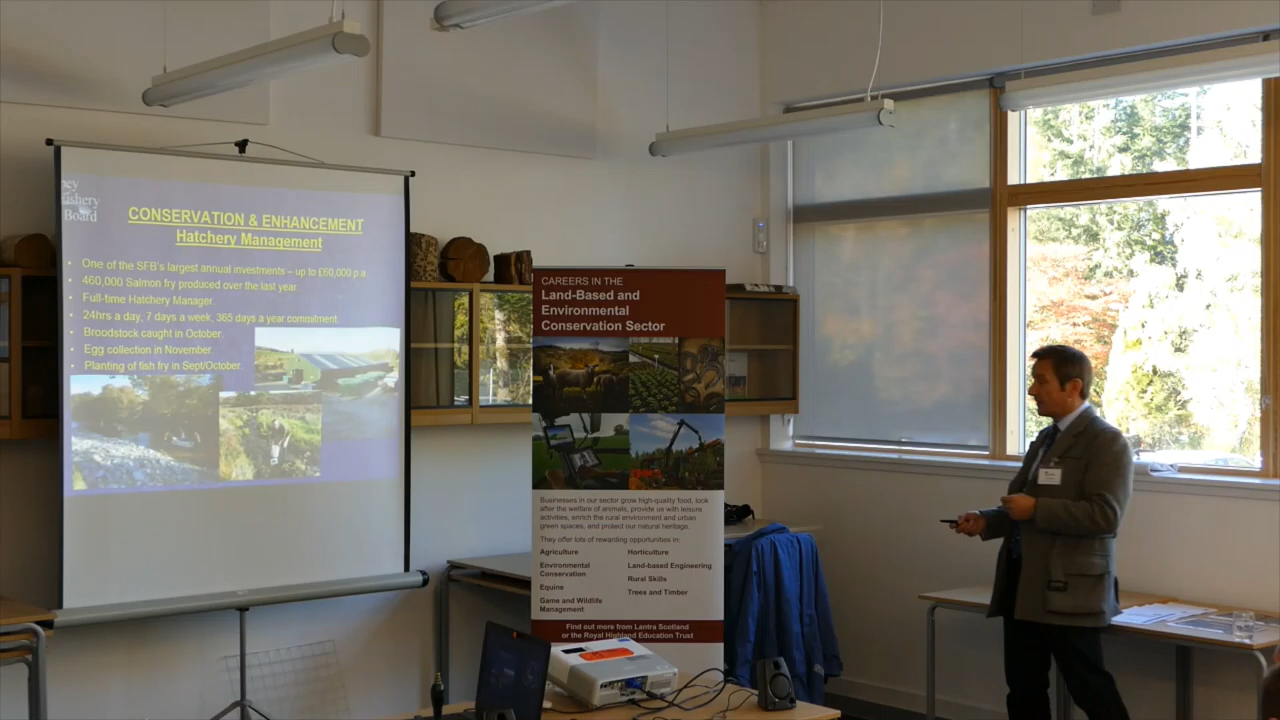 Board
CONSERVATION & ENHANCEMENT
Hatchery Management
• One of the SFB's largest annual investments – up to £60,000 p.a.
• 460,000 Salmon fry produced over the last year.
• Full-time Hatchery Manager.
• 24hrs a day, 7 days a week, 365 days a year commitment.
• Broodstock caught in October.
• Egg collection in November.
• Planting of fish fry in Sept/October.
CAREERS IN THE
Land-Based and
Environmental
Conservation Sector
Businesses in our sector grow high-quality food, look
after the welfare of animals, provide us with leisure
activities, enrich the rural environment and urban
green spaces, and protect our natural heritage.
They offer lots of rewarding opportunities in:
Agriculture
Environmental
Conservation
Equine
Game and Wildlife
Management
Horticulture
Land-based Engineering
Rural Skills
Trees and Timber
Find out more from Lantra Scotland
or the Royal Highland Education Trust